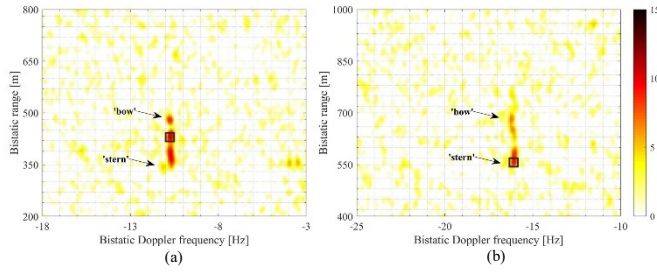 800
650
500
350
200
Bistatic range [m]
'bow'
'stern'
-18
-13
-8
-3
Bistatic Doppler frequency [Hz]
(a)
1000
850
700
550
400
Bistatic range [m]
'bow'
'stern'
-25
-20
-15
-10
Bistatic Doppler frequency [Hz]
(b)
15
10
5
0